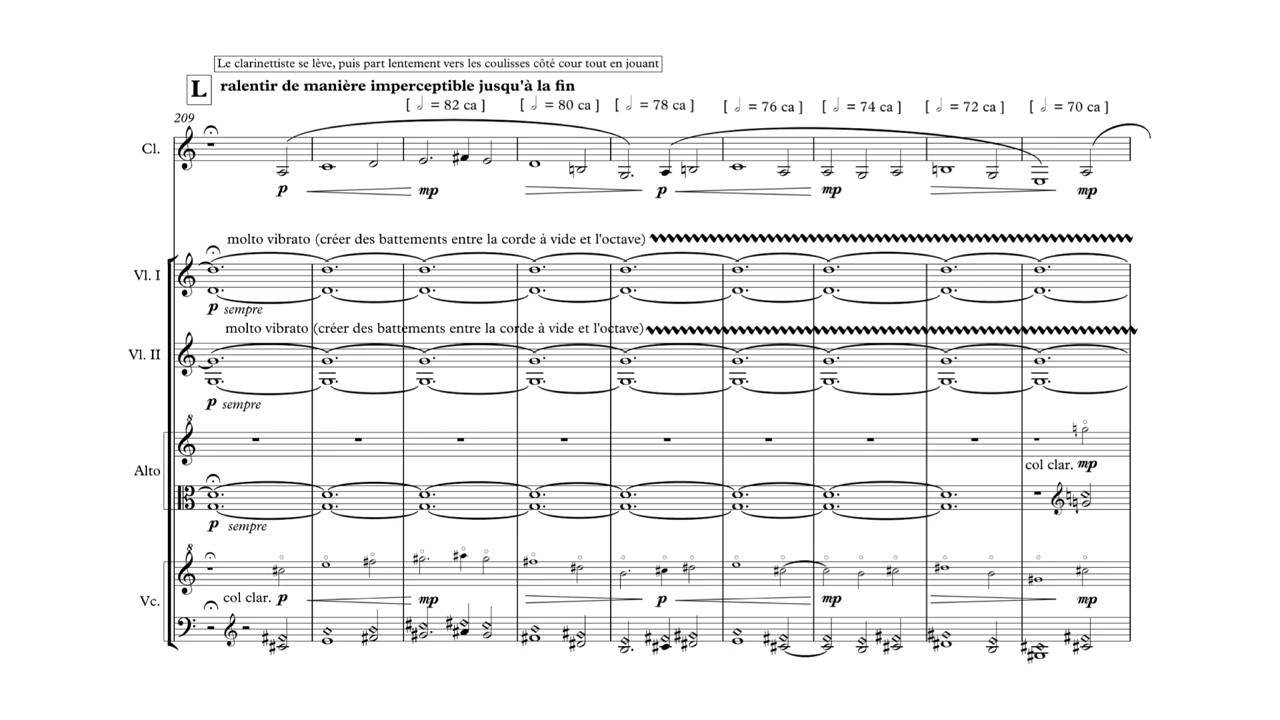 Le clarinettiste se lève, puis part lentement vers les coulisses côté cour tout en jouant
L ralentir de manière imperceptible jusqu'à la fin
[ 𝅗𝅥 = 82 ca ] [ 𝅗𝅥 = 80 ca ] [ 𝅗𝅥 = 78 ca ] [ 𝅗𝅥 = 76 ca ] [ 𝅗𝅥 = 74 ca ] [ 𝅗𝅥 = 72 ca ] [ 𝅗𝅥 = 70 ca ]
209
Cl.
p mp p mp mp
molto vibrato (créer des battements entre la corde à vide et l'octave)
Vl. I
p sempre
molto vibrato (créer des battements entre la corde à vide et l'octave)
Vl. II
p sempre
8
col clar. mp
Alto
p sempre
8
col clar. p mp p mp mp
Vc.